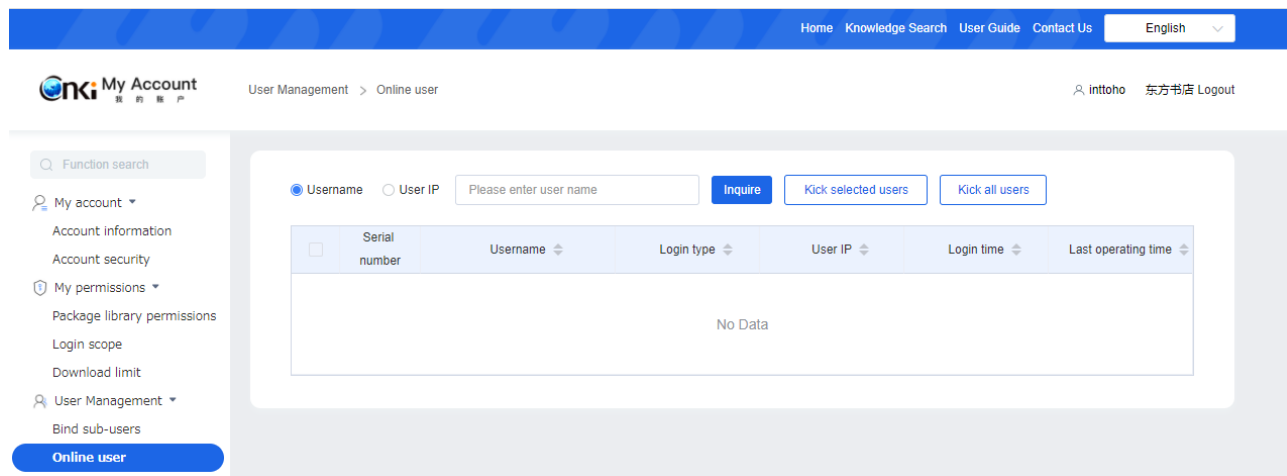 Home Knowledge Search User Guide Contact Us English
cnki My Account
我的账户
User Management > Online user
inttoho 东方书店 Logout
Function search
My account
Account information
Account security
My permissions
Package library permissions
Login scope
Download limit
User Management
Bind sub-users
Online user
Username User IP Please enter user name Inquire Kick selected users Kick all users
Serial number Username Login type User IP Login time Last operating time
No Data